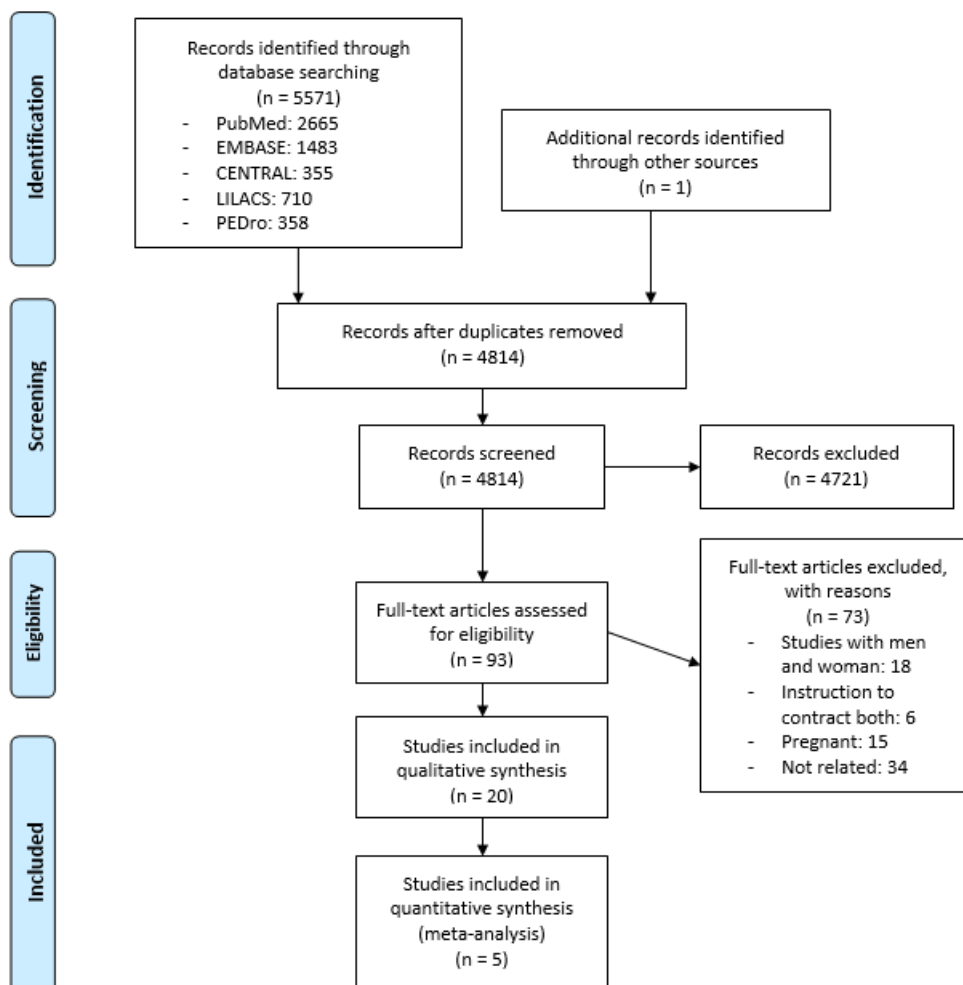 Identification
Records identified through
database searching
(n = 5571)
- PubMed: 2665
- EMBASE: 1483
- CENTRAL: 355
- LILACS: 710
- PEDro: 358
Additional records identified
through other sources
(n = 1)
Screening
Records after duplicates removed
(n = 4814)
Records screened
(n = 4814)
Records excluded
(n = 4721)
Eligibility
Full-text articles assessed
for eligibility
(n = 93)
Full-text articles excluded,
with reasons
(n = 73)
- Studies with men
and woman: 18
- Instruction to
contract both: 6
- Pregnant: 15
- Not related: 34
Included
Studies included in
qualitative synthesis
(n = 20)
Studies included in
quantitative synthesis
(meta-analysis)
(n = 5)